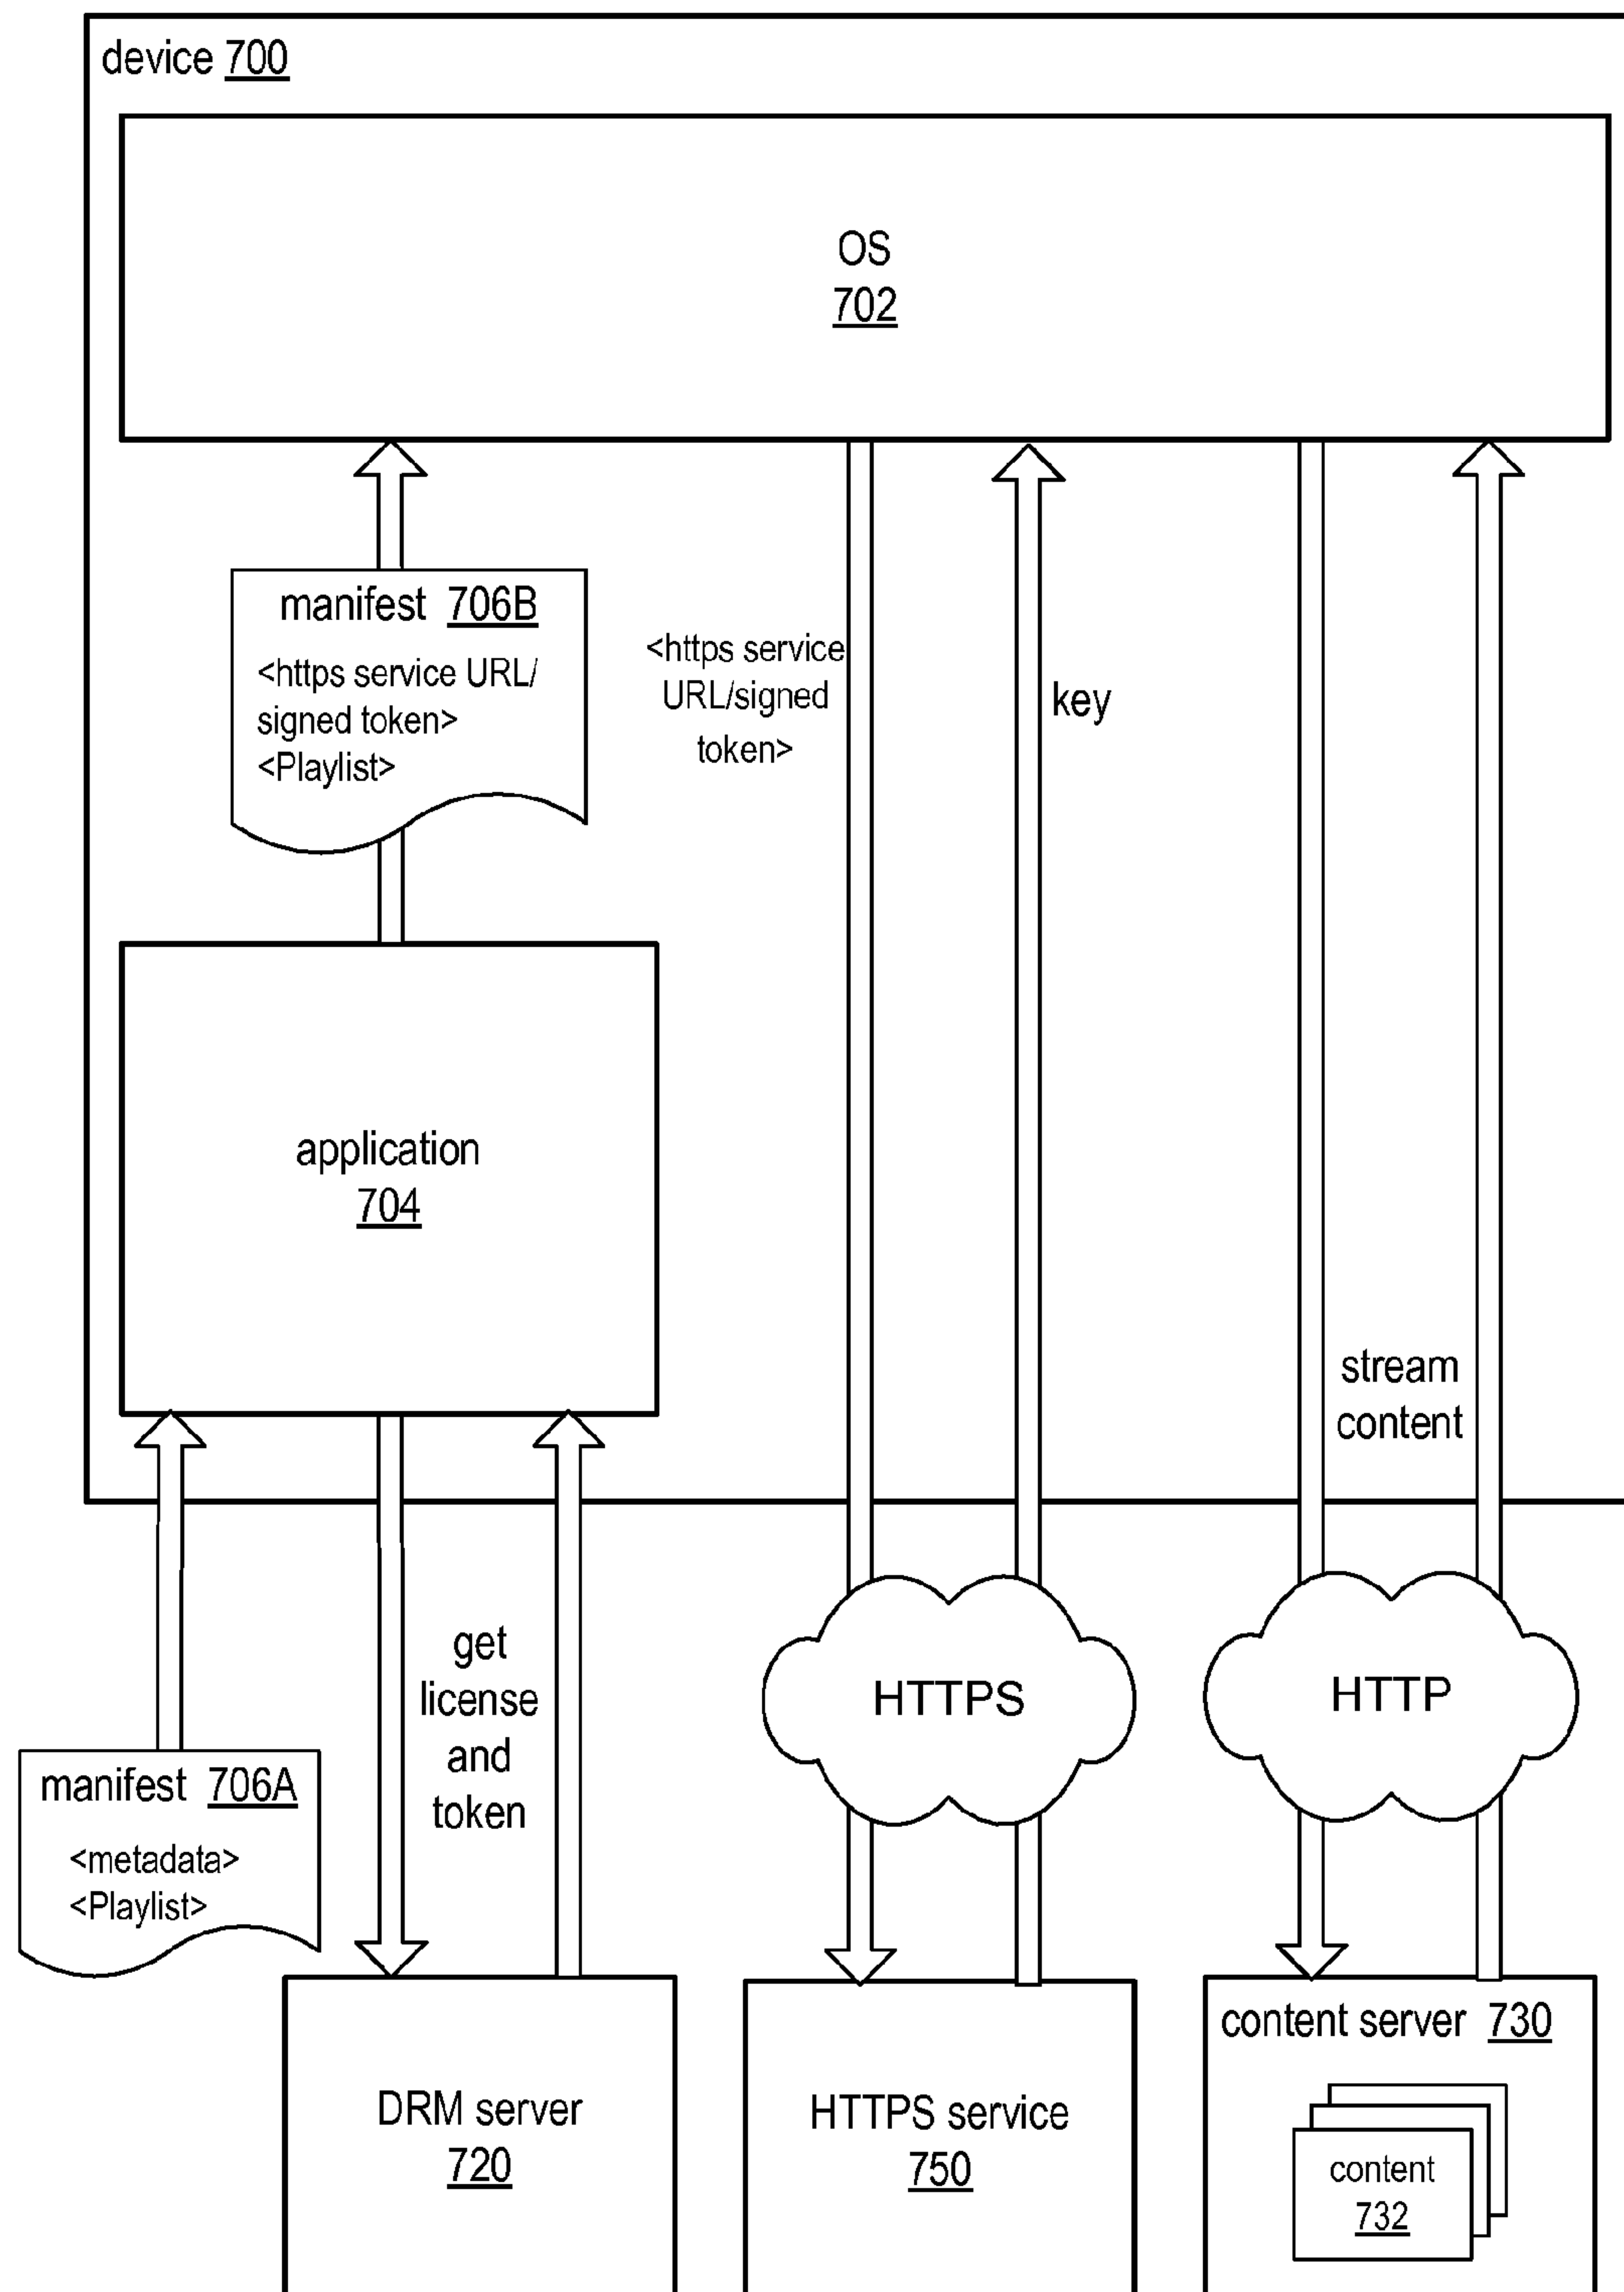 device 700
OS
702
manifest 706B
<https service URL/
signed token>
<Playlist>
<https service
URL/signed
token>
key
application
704
stream
content
get
license
and
token
HTTPS
HTTP
manifest 706A
<metadata>
<Playlist>
DRM server
720
HTTPS service
750
content server 730
content
732